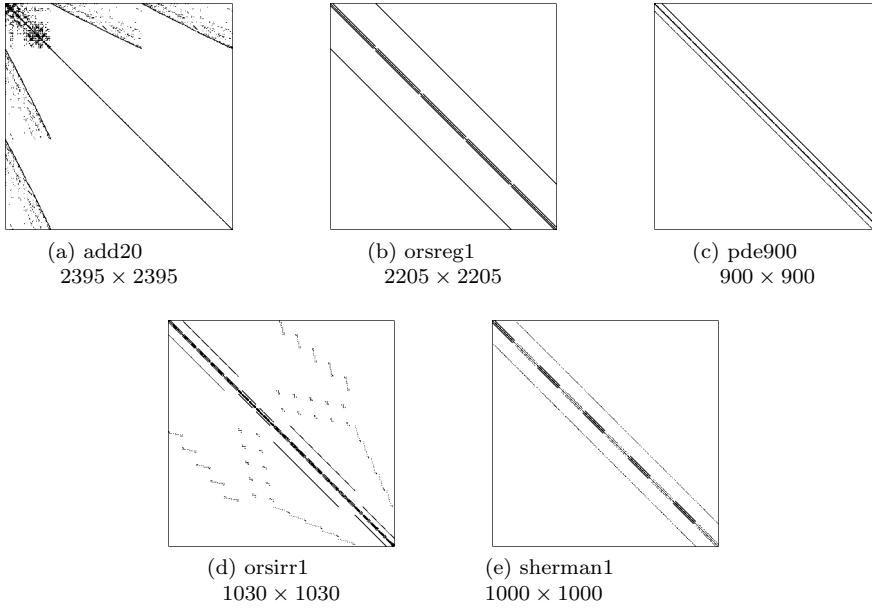 (a) add20
2395 × 2395
(b) orsreg1
2205 × 2205
(c) pde900
900 × 900
(d) orsirr1
1030 × 1030
(e) sherman1
1000 × 1000